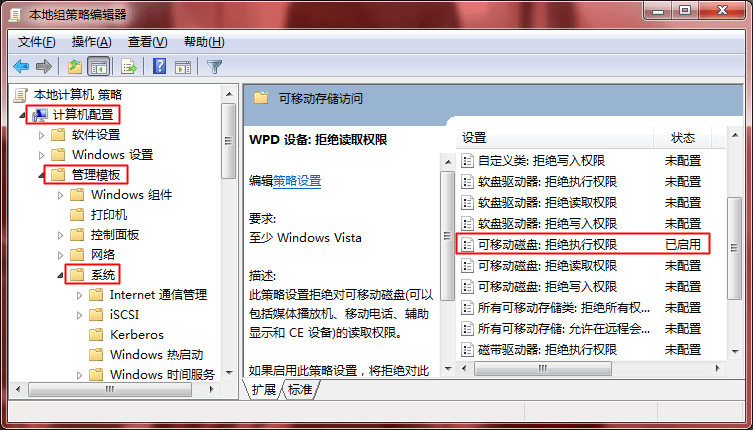 本地组策略编辑器
文件(F) 操作(A) 查看(V) 帮助(H)
本地计算机 策略
计算机配置
软件设置
Windows 设置
管理模板
Windows 组件
打印机
控制面板
网络
系统
Internet 通信管理
iSCSI
Kerberos
Windows 热启动
Windows 时间服务
可移动存储访问
WPD 设备: 拒绝读取权限
编辑策略设置
要求:
至少 Windows Vista
描述:
此策略设置拒绝对可移动磁盘(可
以包括媒体播放机、移动电话、辅助
显示和 CE 设备)的读取权限。
如果启用此策略设置，将拒绝对此
设置 状态
自定义类: 拒绝写入权限 未配置
软盘驱动器: 拒绝执行权限 未配置
软盘驱动器: 拒绝读取权限 未配置
软盘驱动器: 拒绝写入权限 未配置
可移动磁盘: 拒绝执行权限 已启用
可移动磁盘: 拒绝读取权限 未配置
可移动磁盘: 拒绝写入权限 未配置
所有可移动存储类: 拒绝所有权... 未配置
所有可移动存储: 允许在远程会... 未配置
磁带驱动器: 拒绝执行权限 未配置
扩展 标准